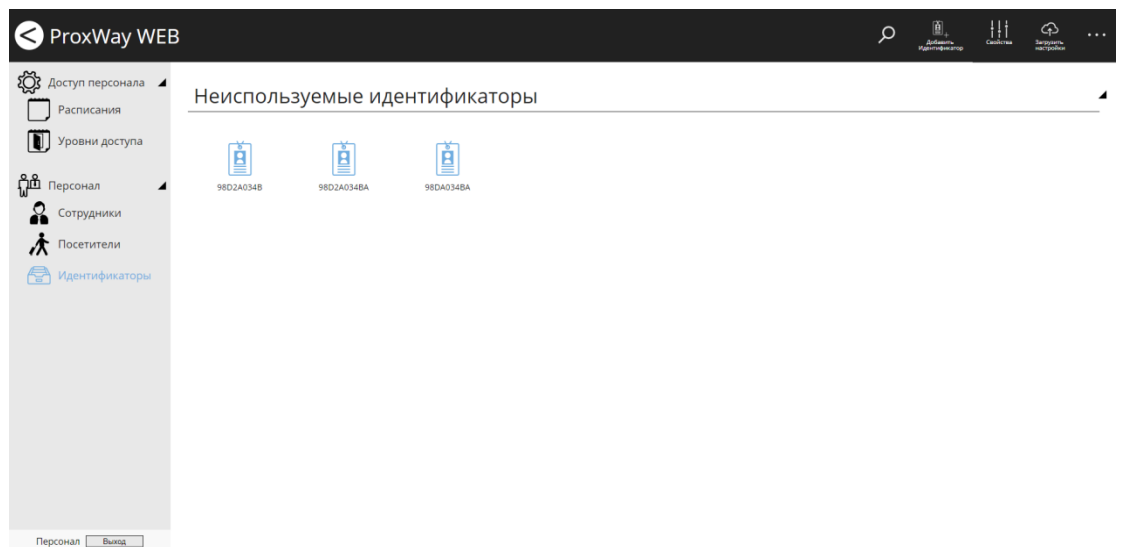 ProxWay WEB
Добавить
Идентификатор
Свойства
Загрузить
настройки
Доступ персонала
Расписания
Уровни доступа
Персонал
Сотрудники
Посетители
Идентификаторы
Неиспользуемые идентификаторы
98D2A034B
98D2A034BA
98DA034BA
Персонал
Выход